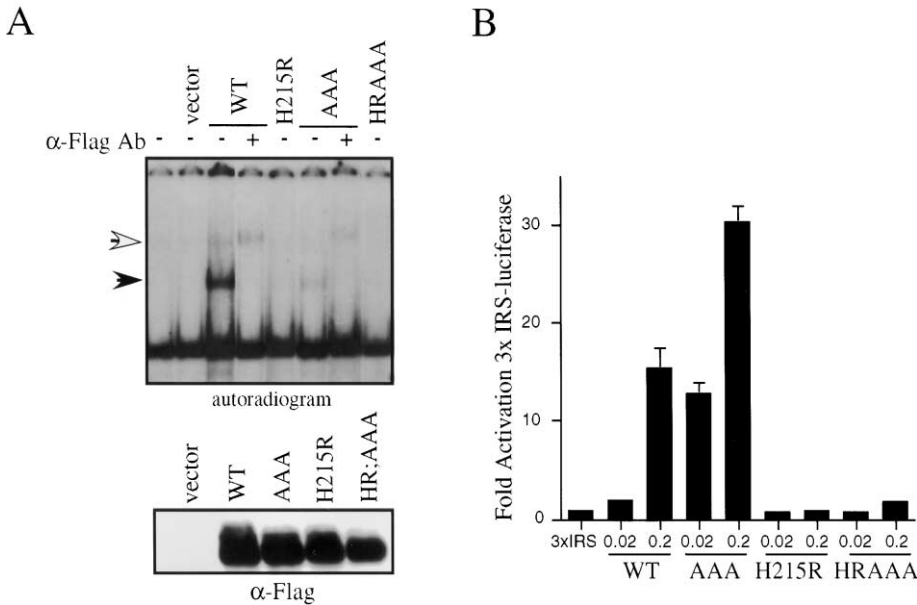 A
vector
WT
H215R
AAA
HRAAA
α-Flag Ab - - - + - - + -
autoradiogram
vector
WT
AAA
H215R
HR;AAA
α-Flag
B
Fold Activation 3x IRS-luciferase
30
20
10
0
3xIRS 0.02 0.2 0.02 0.2 0.02 0.2 0.02 0.2
WT AAA H215R HRAAA